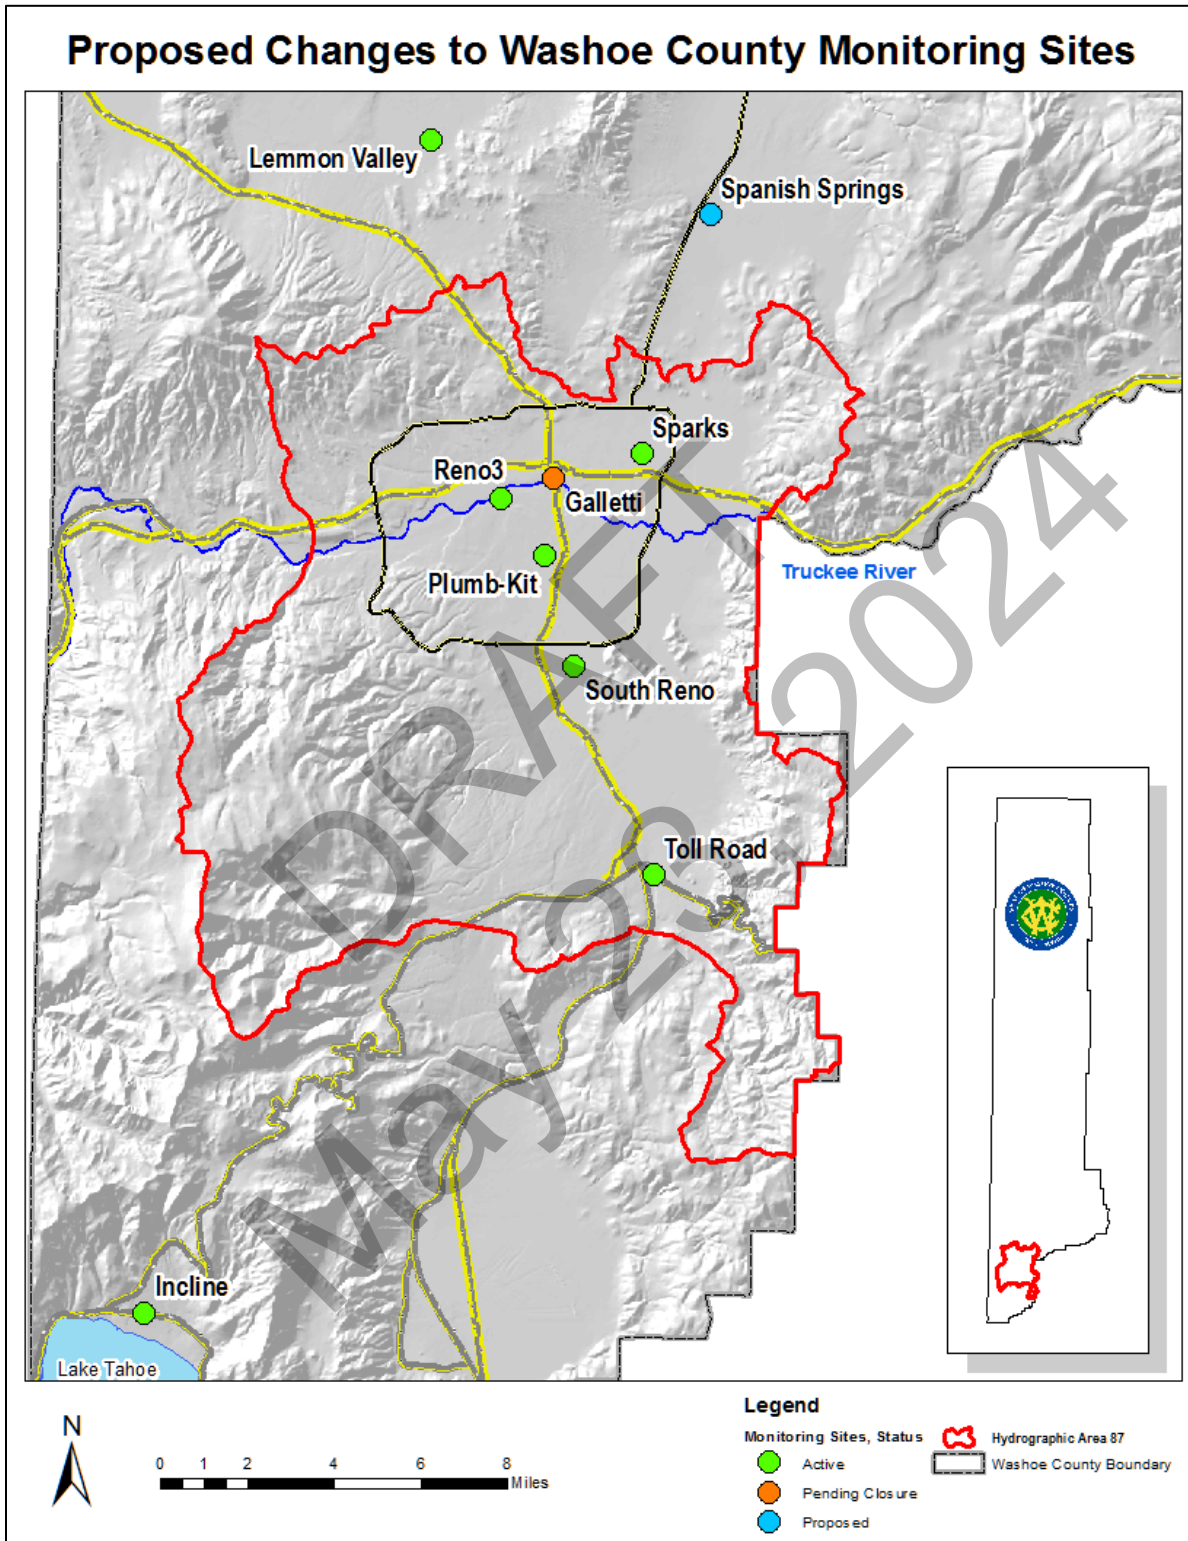 Proposed Changes to Washoe County Monitoring Sites
Lemmon Valley
Spanish Springs
Sparks
Reno3
Galletti
Plumb-Kit
Truckee River
South Reno
Toll Road
Incline
Lake Tahoe
DRAFT
May 23, 2024
N
0 1 2 4 6 8
Miles
Legend
Monitoring Sites, Status
Active
Pending Closure
Proposed
Hydrographic Area 87
Washoe County Boundary